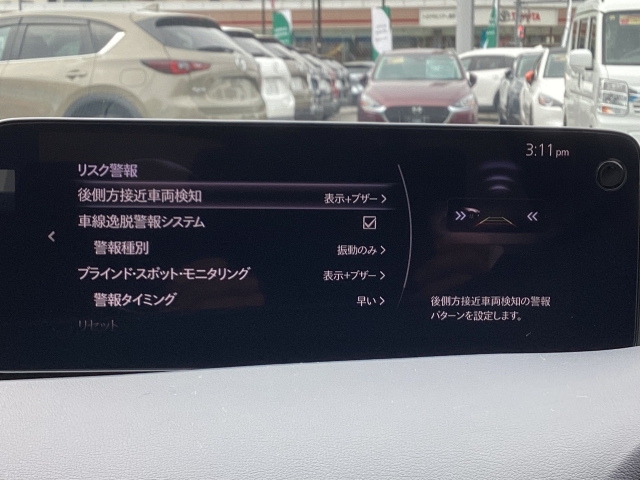 TOYOTA
3:11 pm
リスク警報
後側方接近車両検知 表示+ブザー
車線逸脱警報システム
警報種別 振動のみ
ブラインド・スポット・モニタリング 表示+ブザー
警報タイミング 早い
リセット
後側方接近車両検知の警報
パターンを設定します。